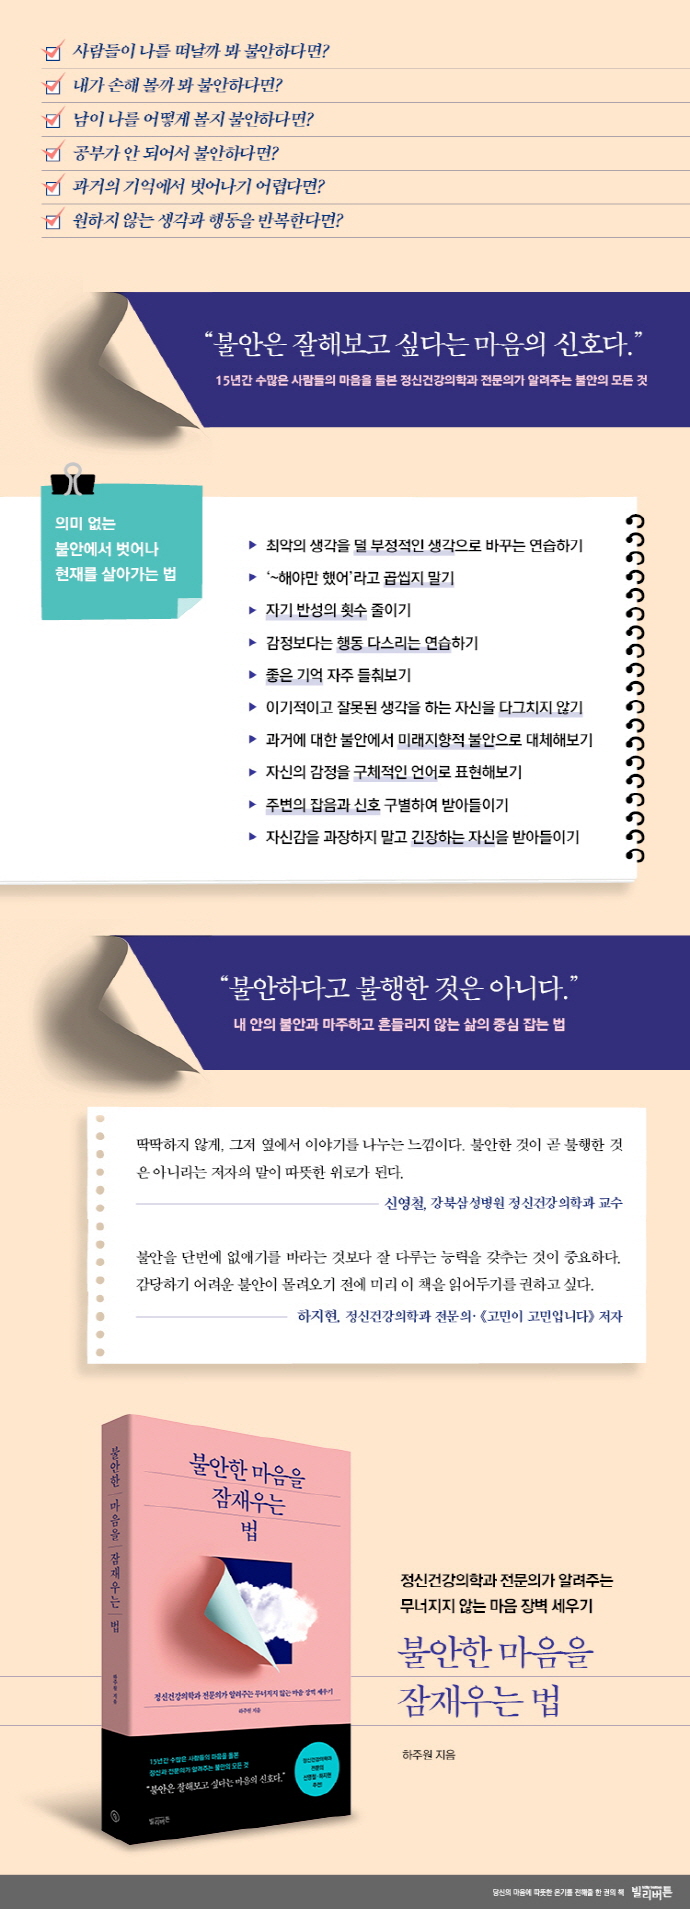 사람들이 나를 떠날까 봐 불안하다면?
내가 손해 볼까 봐 불안하다면?
남이 나를 어떻게 볼지 불안하다면?
공부가 안 되어서 불안하다면?
과거의 기억에서 벗어나기 어렵다면?
원하지 않는 생각과 행동을 반복한다면?
“불안은 잘해보고 싶다는 마음의 신호다.”
15년간 수많은 사람들의 마음을 돌본 정신건강의학과 전문의가 알려주는 불안의 모든 것
의미 없는
불안에서 벗어나
현재를 살아가는 법
▶ 최악의 생각을 덜 부정적인 생각으로 바꾸는 연습하기
▶ ‘~해야만 했어’라고 곱씹지 말기
▶ 자기 반성의 횟수 줄이기
▶ 감정보다는 행동 다스리는 연습하기
▶ 좋은 기억 자주 들춰보기
▶ 이기적이고 잘못된 생각을 하는 자신을 다그치지 않기
▶ 과거에 대한 불안에서 미래지향적 불안으로 대체해보기
▶ 자신의 감정을 구체적인 언어로 표현해보기
▶ 주변의 잡음과 신호 구별하여 받아들이기
▶ 자신감을 과장하지 말고 긴장하는 자신을 받아들이기
“불안하다고 불행한 것은 아니다.”
내 안의 불안과 마주하고 흔들리지 않는 삶의 중심 잡는 법
딱딱하지 않게, 그저 옆에서 이야기를 나누는 느낌이다. 불안한 것이 곧 불행한 것
은 아니라는 저자의 말이 따뜻한 위로가 된다.
신영철, 강북삼성병원 정신건강의학과 교수
불안을 단번에 없애기를 바라는 것보다 잘 다루는 능력을 갖추는 것이 중요하다.
감당하기 어려운 불안이 몰려오기 전에 미리 이 책을 읽어두기를 권하고 싶다.
하지현, 정신건강의학과 전문의·《고민이 고민입니다》 저자
불안한 마음을 잠재우는 법
하주원 지음
불안한 마음을
잠재우는
법
정신건강의학과 전문의가 알려주는 무너지지 않는 마음 장벽 세우기
하주원 지음
15년간 수많은 사람들의 마음을 돌본
정신과 전문의가 알려주는 불안의 모든 것
“불안은 잘해보고 싶다는 마음의 신호다.”
정신건강의학과
전문의
신영철·하지현
추천!
빌리버튼
정신건강의학과 전문의가 알려주는
무너지지 않는 마음 장벽 세우기
불안한 마음을
잠재우는 법
하주원 지음
당신의 마음에 따뜻한 온기를 전해줄 한 권의 책 빌리버튼